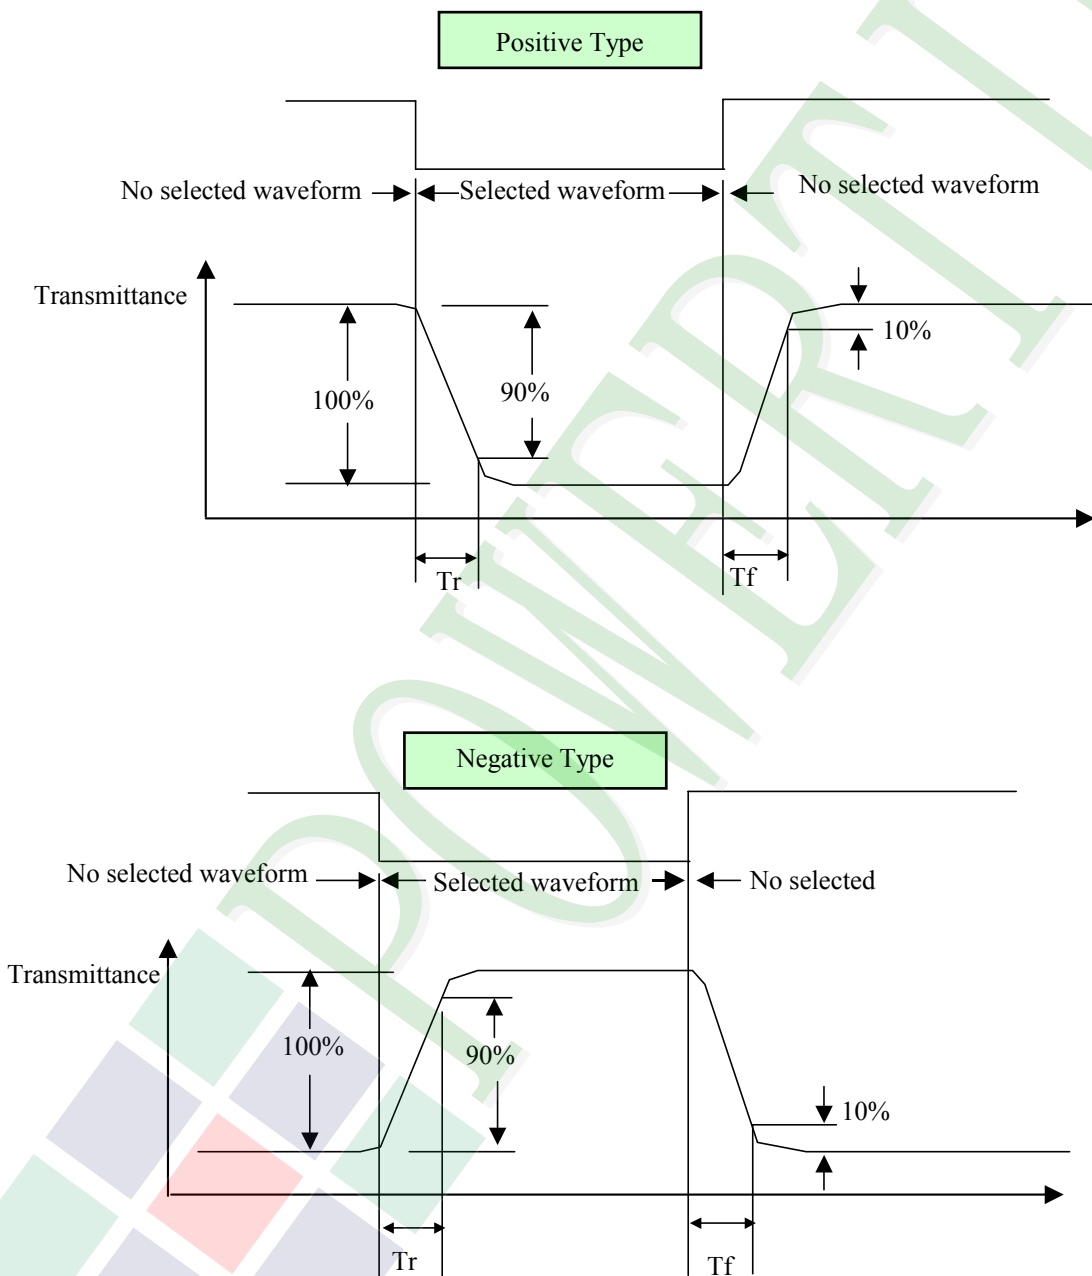 Positive Type
No selected waveform
Selected waveform
No selected waveform
Transmittance
10%
100%
90%
Tr
Tf
Negative Type
No selected waveform
Selected waveform
No selected
Transmittance
100%
90%
10%
Tr
Tf